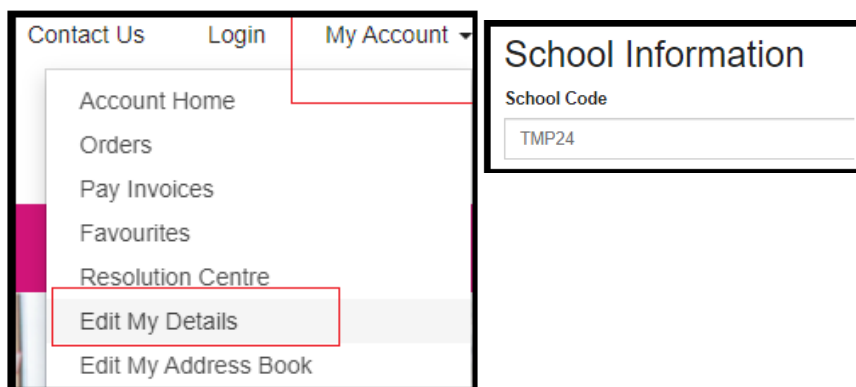 Contact Us Login My Account
Account Home
Orders
Pay Invoices
Favourites
Resolution Centre
Edit My Details
Edit My Address Book
School Information
School Code
TMP24